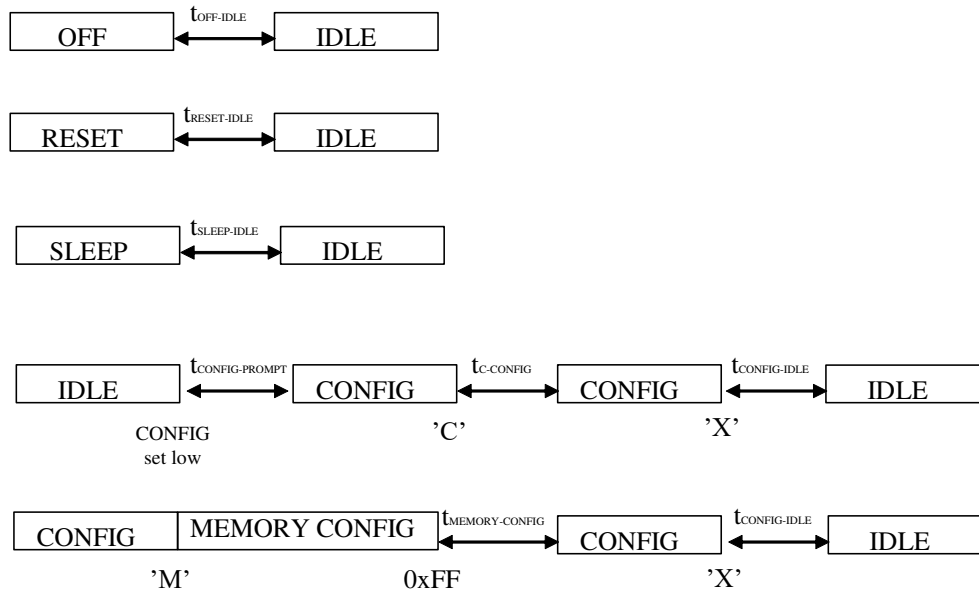 tOFF-IDLE
OFF IDLE
tRESET-IDLE
RESET IDLE
tSLEEP-IDLE
SLEEP IDLE
tCONFIG-PROMPT tC-CONFIG tCONFIG-IDLE
IDLE CONFIG CONFIG IDLE
CONFIG
set low
’C’ ’X’
tMEMORY-CONFIG tCONFIG-IDLE
CONFIG MEMORY CONFIG CONFIG IDLE
’M’ 0xFF ’X’